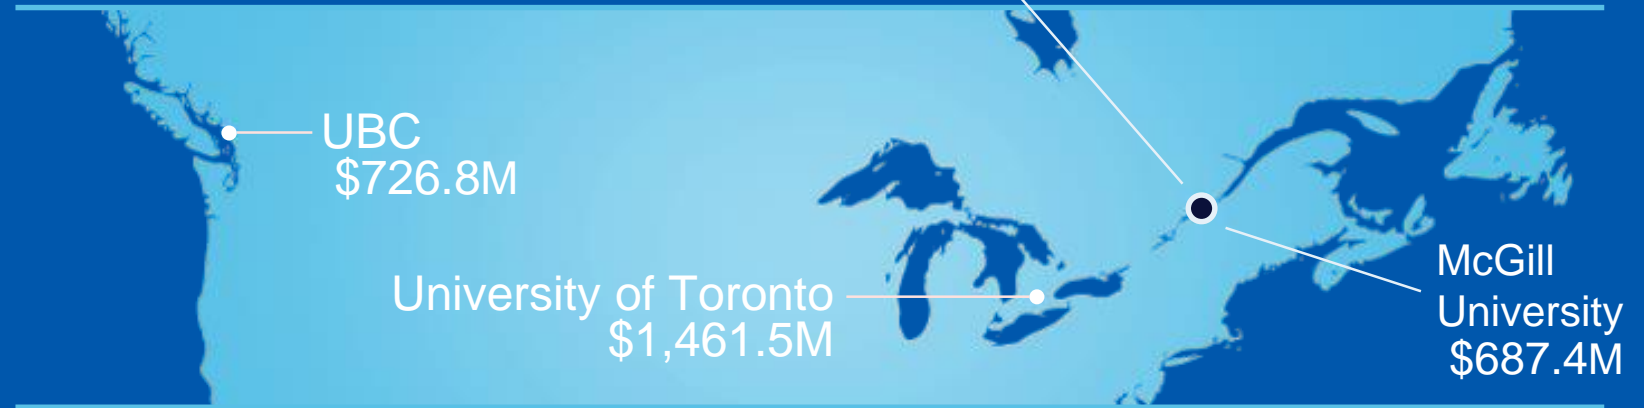 UBC
$726.8M
University of Toronto
$1,461.5M
McGill
University
$687.4M